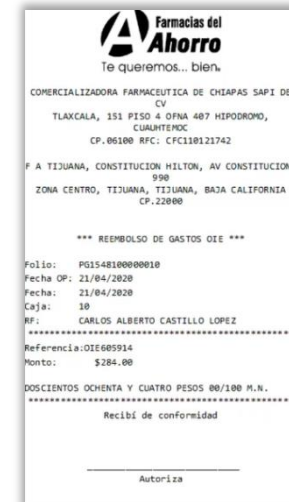 Farmacias del
Ahorro
Te queremos... bien.
COMERCIALIZADORA FARMACEUTICA DE CHIAPAS SAPI DE
CV
TLAXCALA, 151 PISO 4 OFNA 407 HIPODROMO,
CUAUHTEMOC
CP.06100 RFC: CFC110121742
F A TIJUANA, CONSTITUCION HILTON, AV CONSTITUCION
990
ZONA CENTRO, TIJUANA, TIJUANA, BAJA CALIFORNIA
CP.22000
*** REEMBOLSO DE GASTOS OIE ***
Folio: PG1548100000010
Fecha OP: 21/04/2020
Fecha: 21/04/2020
Caja: 10
RF: CARLOS ALBERTO CASTILLO LOPEZ
************************************************
Referencia:OIE605914
Monto: $284.00
DOSCIENTOS OCHENTA Y CUATRO PESOS 00/100 M.N.
************************************************
Recibí de conformidad
Autoriza